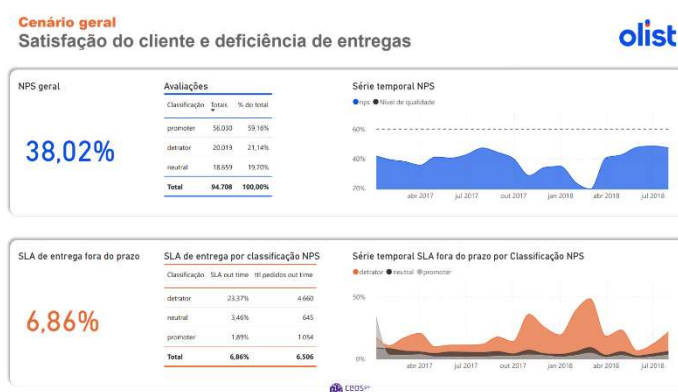 Cenário geral
Satisfação do cliente e deficiência de entregas
olist
NPS geral
38,02%
Avaliações
Classificação Totais % do total
promoter 56.030 59,16%
detrator 20.019 21,14%
neutral 18.659 19,70%
Total 94.708 100,00%
Série temporal NPS
nps Nível de qualidade
60%
40%
20%
abr 2017 jul 2017 out 2017 jan 2018 abr 2018 jul 2018
SLA de entrega fora do prazo
6,86%
SLA de entrega por classificação NPS
Classificação SLA out time ttl pedidos out time
detrator 23,37% 4.660
neutral 3,46% 645
promoter 1,89% 1.054
Total 6,86% 6.506
Série temporal SLA fora do prazo por Classificação NPS
detrator neutral promoter
50%
0%
abr 2017 jul 2017 out 2017 jan 2018 abr 2018 jul 2018